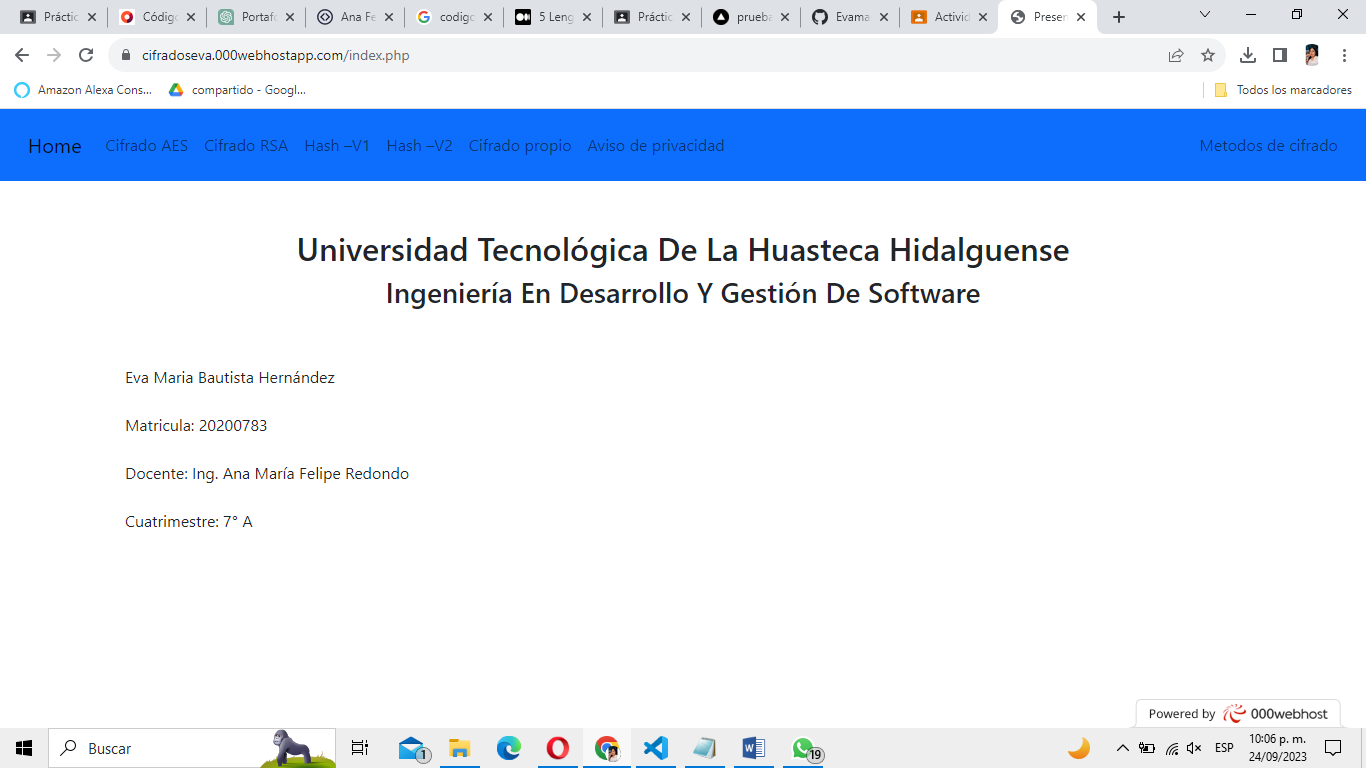 Práctic
Código
Portafo
Ana Fe
codigo
5 Leng
Práctic
prueba
Evama
Activid
Presen
cifradoseva.000webhostapp.com/index.php
Amazon Alexa Cons...
compartido - Googl...
Todos los marcadores
Home Cifrado AES Cifrado RSA Hash –V1 Hash –V2 Cifrado propio Aviso de privacidad Metodos de cifrado
Universidad Tecnológica De La Huasteca Hidalguense
Ingeniería En Desarrollo Y Gestión De Software
Eva Maria Bautista Hernández
Matricula: 20200783
Docente: Ing. Ana María Felipe Redondo
Cuatrimestre: 7° A
Powered by 000webhost
Buscar
1
19
ESP
10:06 p. m.
24/09/2023